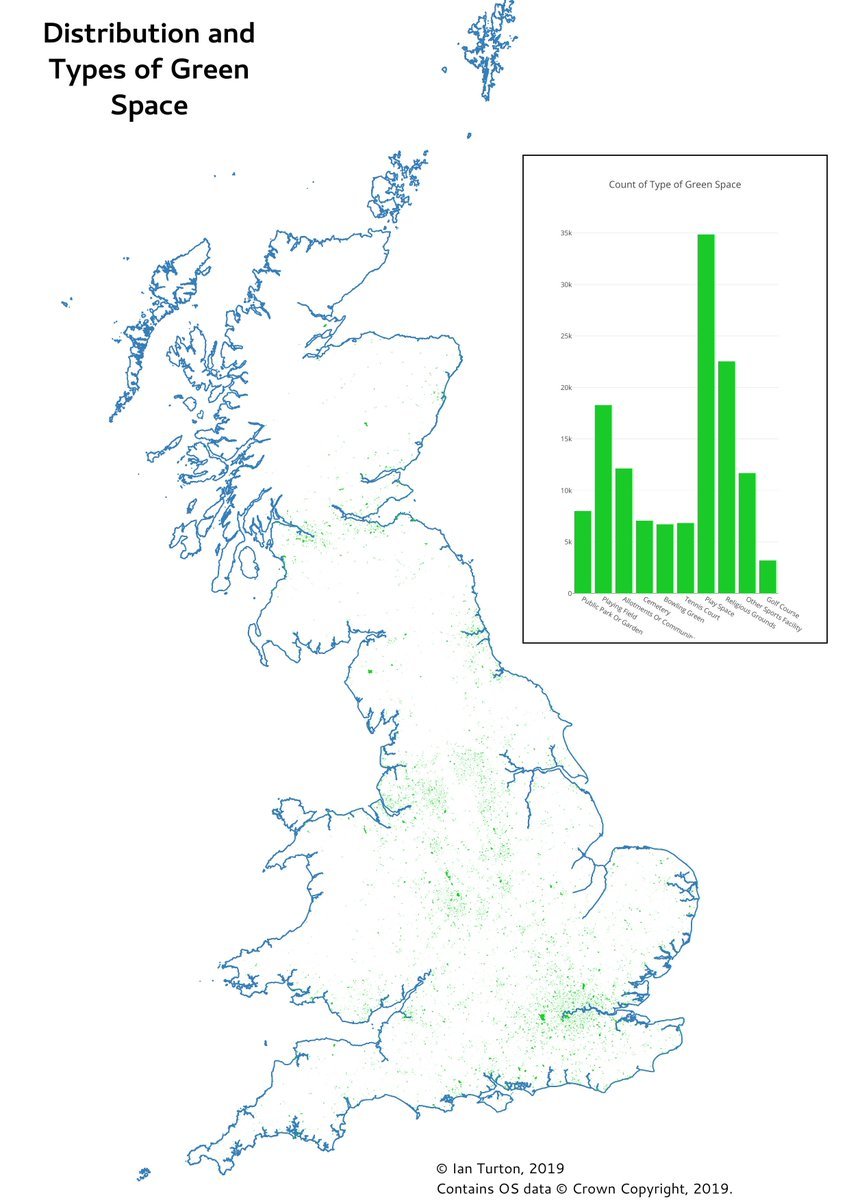 Distribution and
Types of Green
Space
Count of Type of Green Space
35k
30k
25k
20k
15k
10k
5k
0
Public Park Or Garden
Playing Field
Allotments Or Communi
Cemetery
Bowling Green
Tennis Court
Play Space
Religious Grounds
Other Sports Facility
Golf Course
© Ian Turton, 2019
Contains OS data © Crown Copyright, 2019.